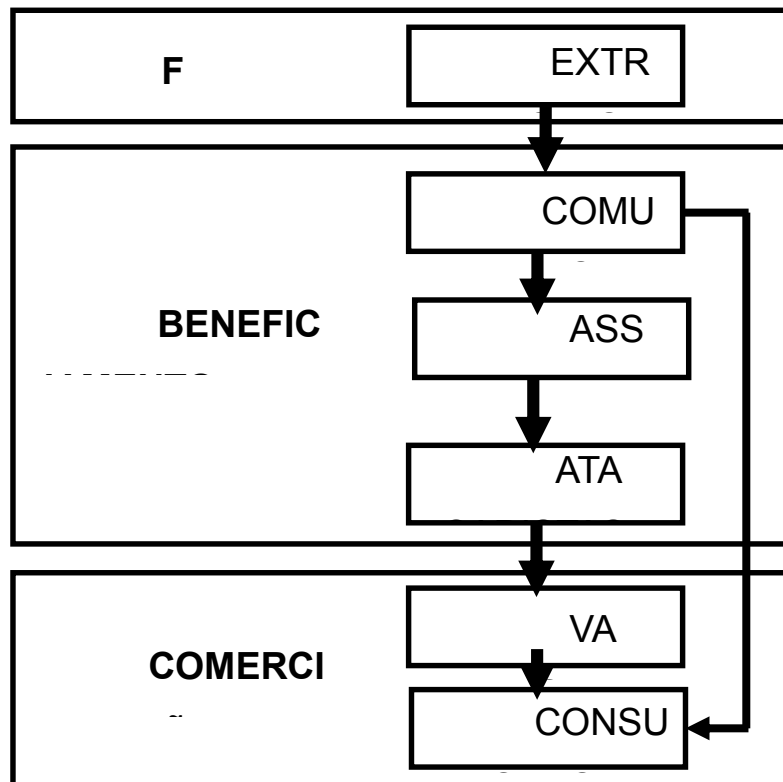 F
EXTR
COMU
BENEFIC
ASS
ATA
VA
COMERCI
CONSU